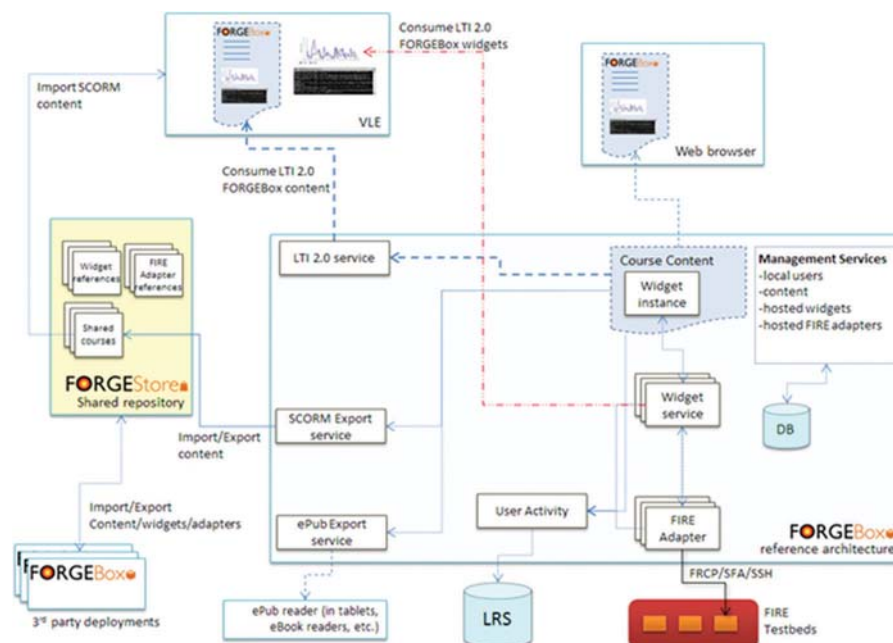 Consume LTI 2.0
FORGEBox widgets
FORGEBox
FORGEBox
Import SCORM
content
VLE
Web browser
Consume LTI 2.0
FORGEBox content
LTI 2.0 service
Course Content
Widget
instance
Management Services
-local users
-content
-hosted widgets
-hosted FIRE adapters
Widget
references
FIRE
Adapter
references
Shared
courses
FORGEStore
Shared repository
Widget
service
DB
SCORM Export
service
Import/Export
content
Import/Export
Content/widgets/adapters
ePub Export
service
User Activity
FIRE
Adapter
FORGEBox
reference architecture
FORGEBox
3rd party deployments
FRCP/SFA/SSH
ePub reader (in tablets,
eBook readers, etc.)
LRS
FIRE
Testbeds